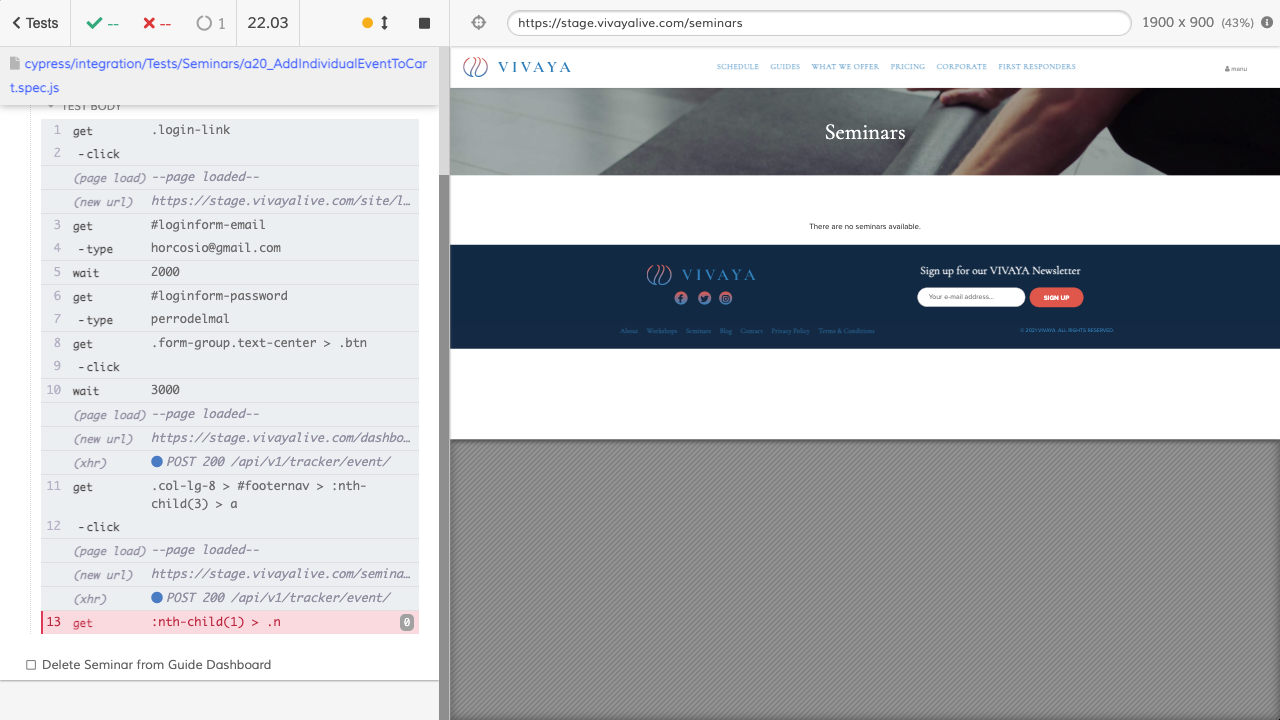 Tests
--
--
1
22.03
https://stage.vivayalive.com/seminars
1900 x 900 (43%)
cypress/integration/Tests/Seminars/a20_AddIndividualEventToCar
t.spec.js
TEST BODY
1 get .login-link
2 -click
(page load) --page loaded--
(new url) https://stage.vivayalive.com/site/l…
3 get #loginform-email
4 -type horcosio@gmail.com
5 wait 2000
6 get #loginform-password
7 -type perrodelmal
.form-group.text-center > .btn
9 -click
10 wait 3000
(page load) --page loaded--
(new url) https://stage.vivayalive.com/dashbo…
(xhr) POST 200 /api/v1/tracker/event/
11 get .col-lg-8 > #footernav > :nth-
child(3) > a
12 -click
(page load) --page loaded--
(new url) https://stage.vivayalive.com/semina…
(xhr) POST 200 /api/v1/tracker/event/
13 get :nth-child(1) > .n 0
Delete Seminar from Guide Dashboard
VIVAYA
SCHEDULE GUIDES WHAT WE OFFER PRICING CORPORATE FIRST RESPONDERS
manu
Seminars
There are no seminars available.
VIVAYA
Sign up for our VIVAYA Newsletter
Your e-mail address...
SIGN UP
About Workshops Seminars Blog Contact Privacy Policy Terms & Conditions
© 2021 VIVAYA. ALL RIGHTS RESERVED